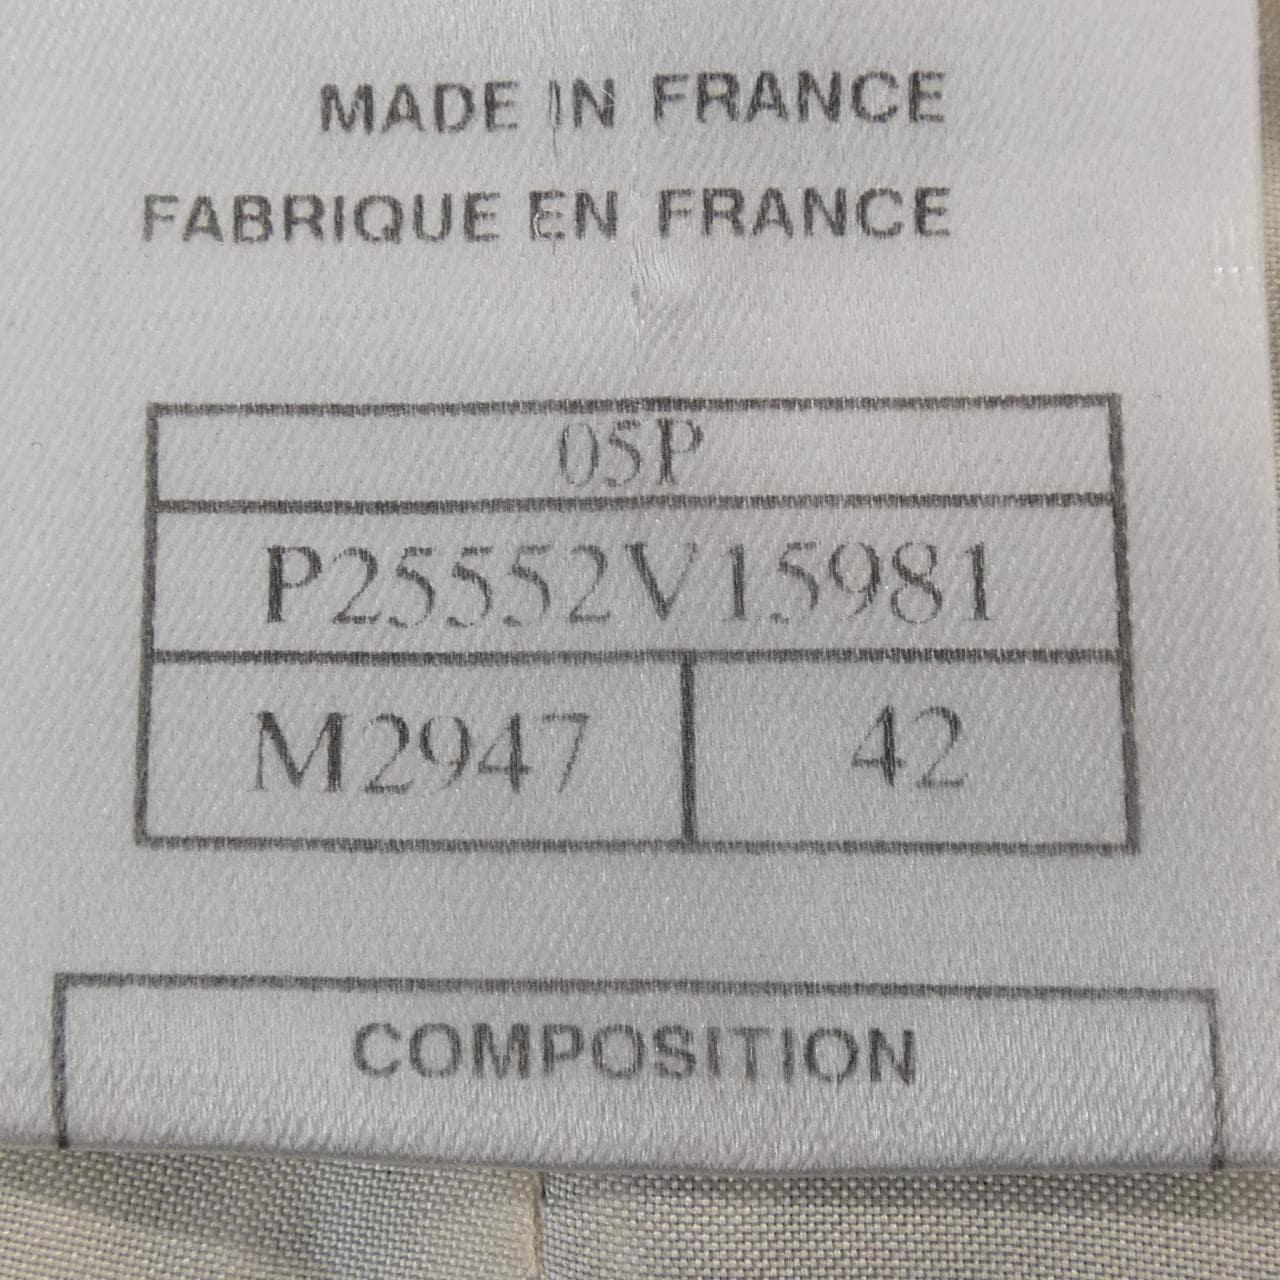 MADE IN FRANCE
FABRIQUE EN FRANCE
05P
P25552V15981
M2947 42
COMPOSITION